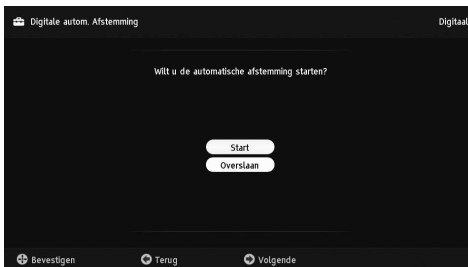 Digitale autom. Afstemming
Digitaal
Wilt u de automatische afstemming starten?
Start
Overslaan
Bevestigen
Terug
Volgende